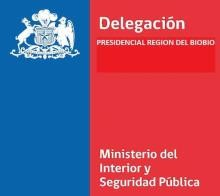 Delegación
PRESIDENCIAL REGION DEL BIOBIO
Ministerio del
Interior y
Seguridad Pública